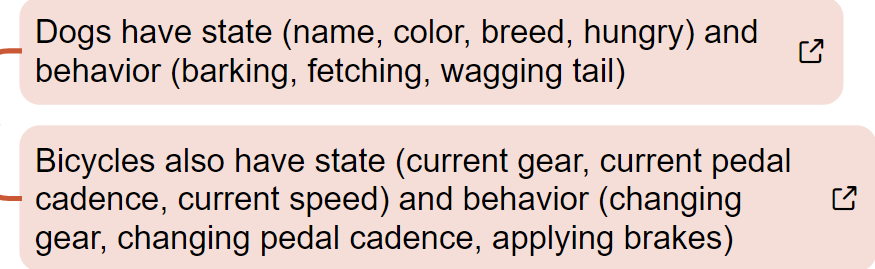 Dogs have state (name, color, breed, hungry) and
behavior (barking, fetching, wagging tail)
Bicycles also have state (current gear, current pedal
cadence, current speed) and behavior (changing
gear, changing pedal cadence, applying brakes)